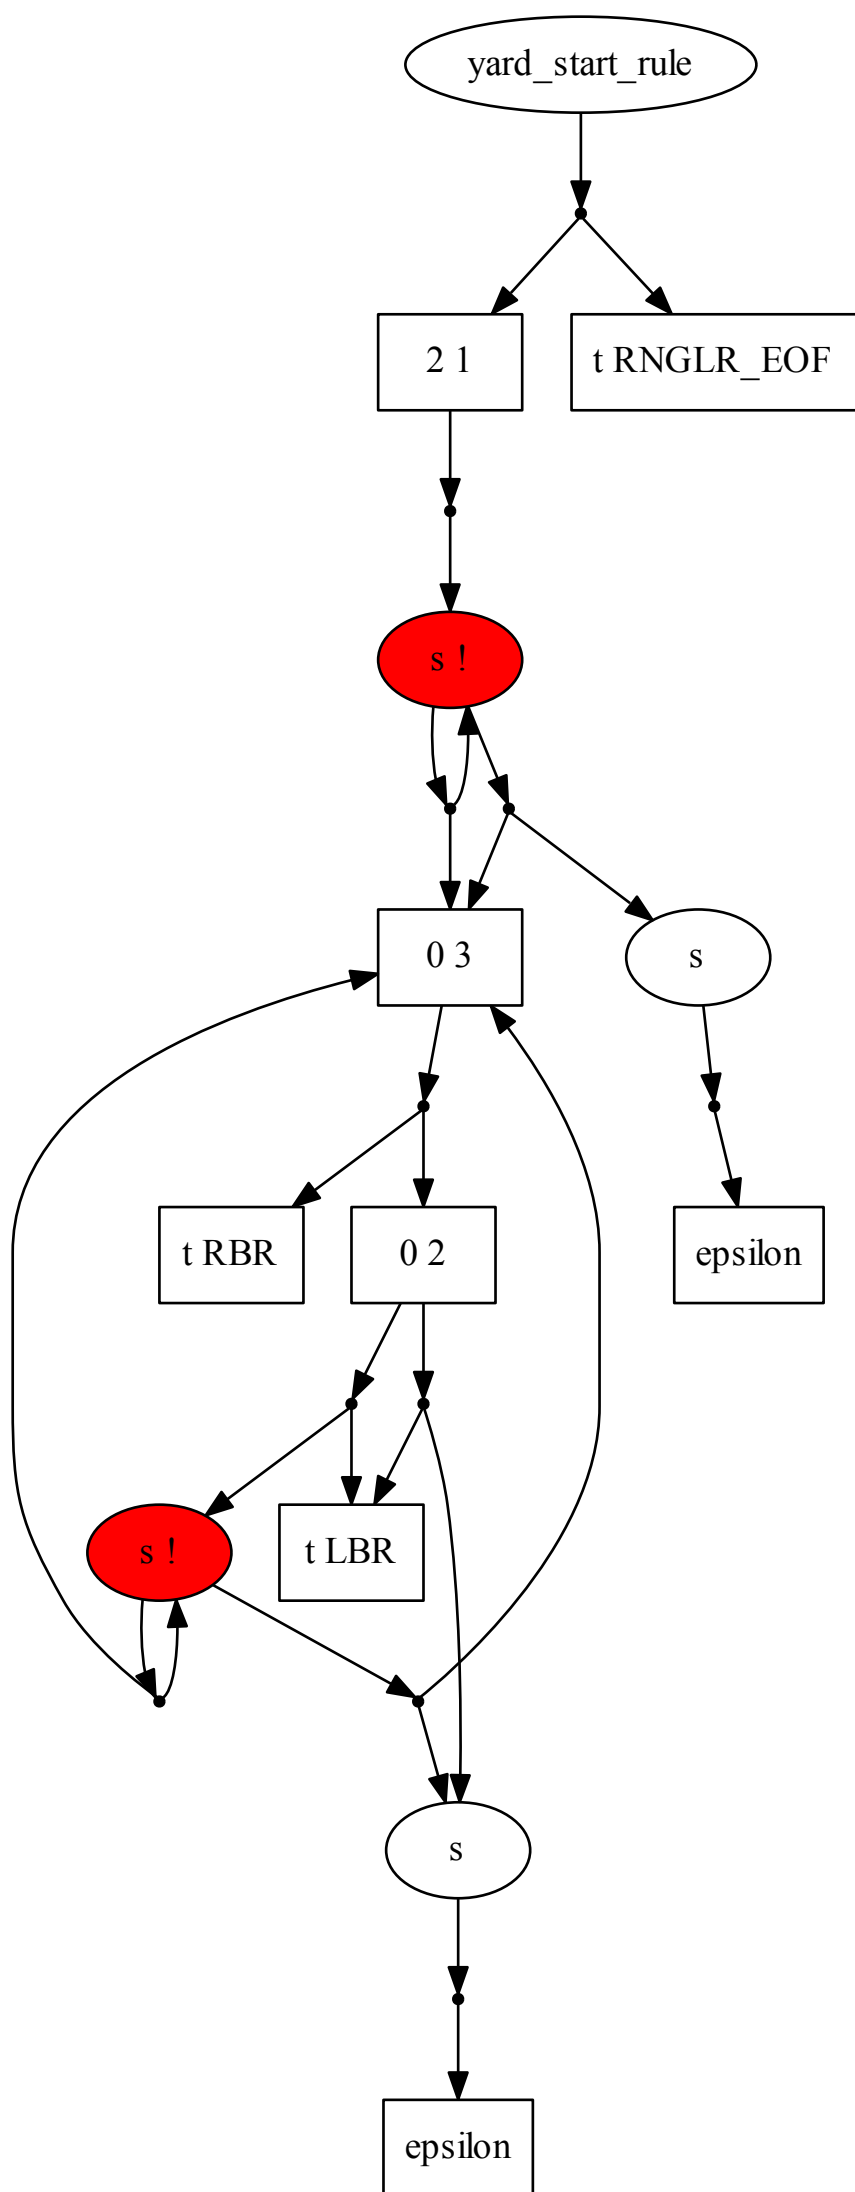 yard_start_rule
2 1
t RNGLR_EOF
s !
0 3
s
t RBR
0 2
epsilon
s !
t LBR
s
epsilon